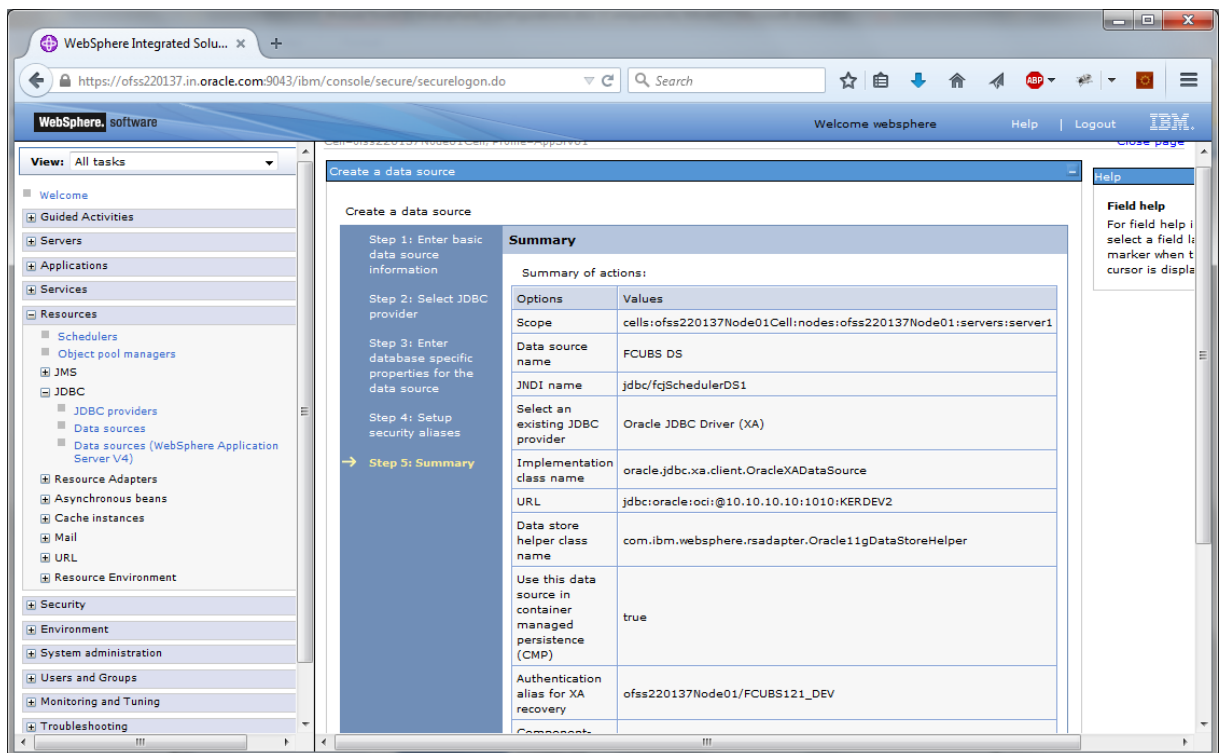 WebSphere Integrated Solu...
https://ofss220137.in.oracle.com:9043/ibm/console/secure/securelogon.do
Search
ABP
WebSphere. software
Welcome websphere
Help | Logout
IBM.
View: All tasks
Welcome
Guided Activities
Servers
Applications
Services
Resources
Schedulers
Object pool managers
JMS
JDBC
JDBC providers
Data sources
Data sources (WebSphere Application
Server V4)
Resource Adapters
Asynchronous beans
Cache instances
Mail
URL
Resource Environment
Security
Environment
System administration
Users and Groups
Monitoring and Tuning
Troubleshooting
Cell=ofss220137Node01Cell, Profile=AppSrv01
Close page
Create a data source
Create a data source
Step 1: Enter basic
data source
information
Step 2: Select JDBC
provider
Step 3: Enter
database specific
properties for the
data source
Step 4: Setup
security aliases
Step 5: Summary
Summary
Summary of actions:
Options Values
Scope cells:ofss220137Node01Cell:nodes:ofss220137Node01:servers:server1
Data source
name
FCUBS DS
JNDI name jdbc/fcjSchedulerDS1
Select an
existing JDBC
provider
Oracle JDBC Driver (XA)
Implementation
class name
oracle.jdbc.xa.client.OracleXADataSource
URL jdbc:oracle:oci:@10.10.10.10:1010:KERDEV2
Data store
helper class
name
com.ibm.websphere.rsadapter.Oracle11gDataStoreHelper
Use this data
source in
container
managed
persistence
(CMP)
true
Authentication
alias for XA
recovery
ofss220137Node01/FCUBS121_DEV
Component-
Help
Field help
For field help i
select a field la
marker when t
cursor is displa